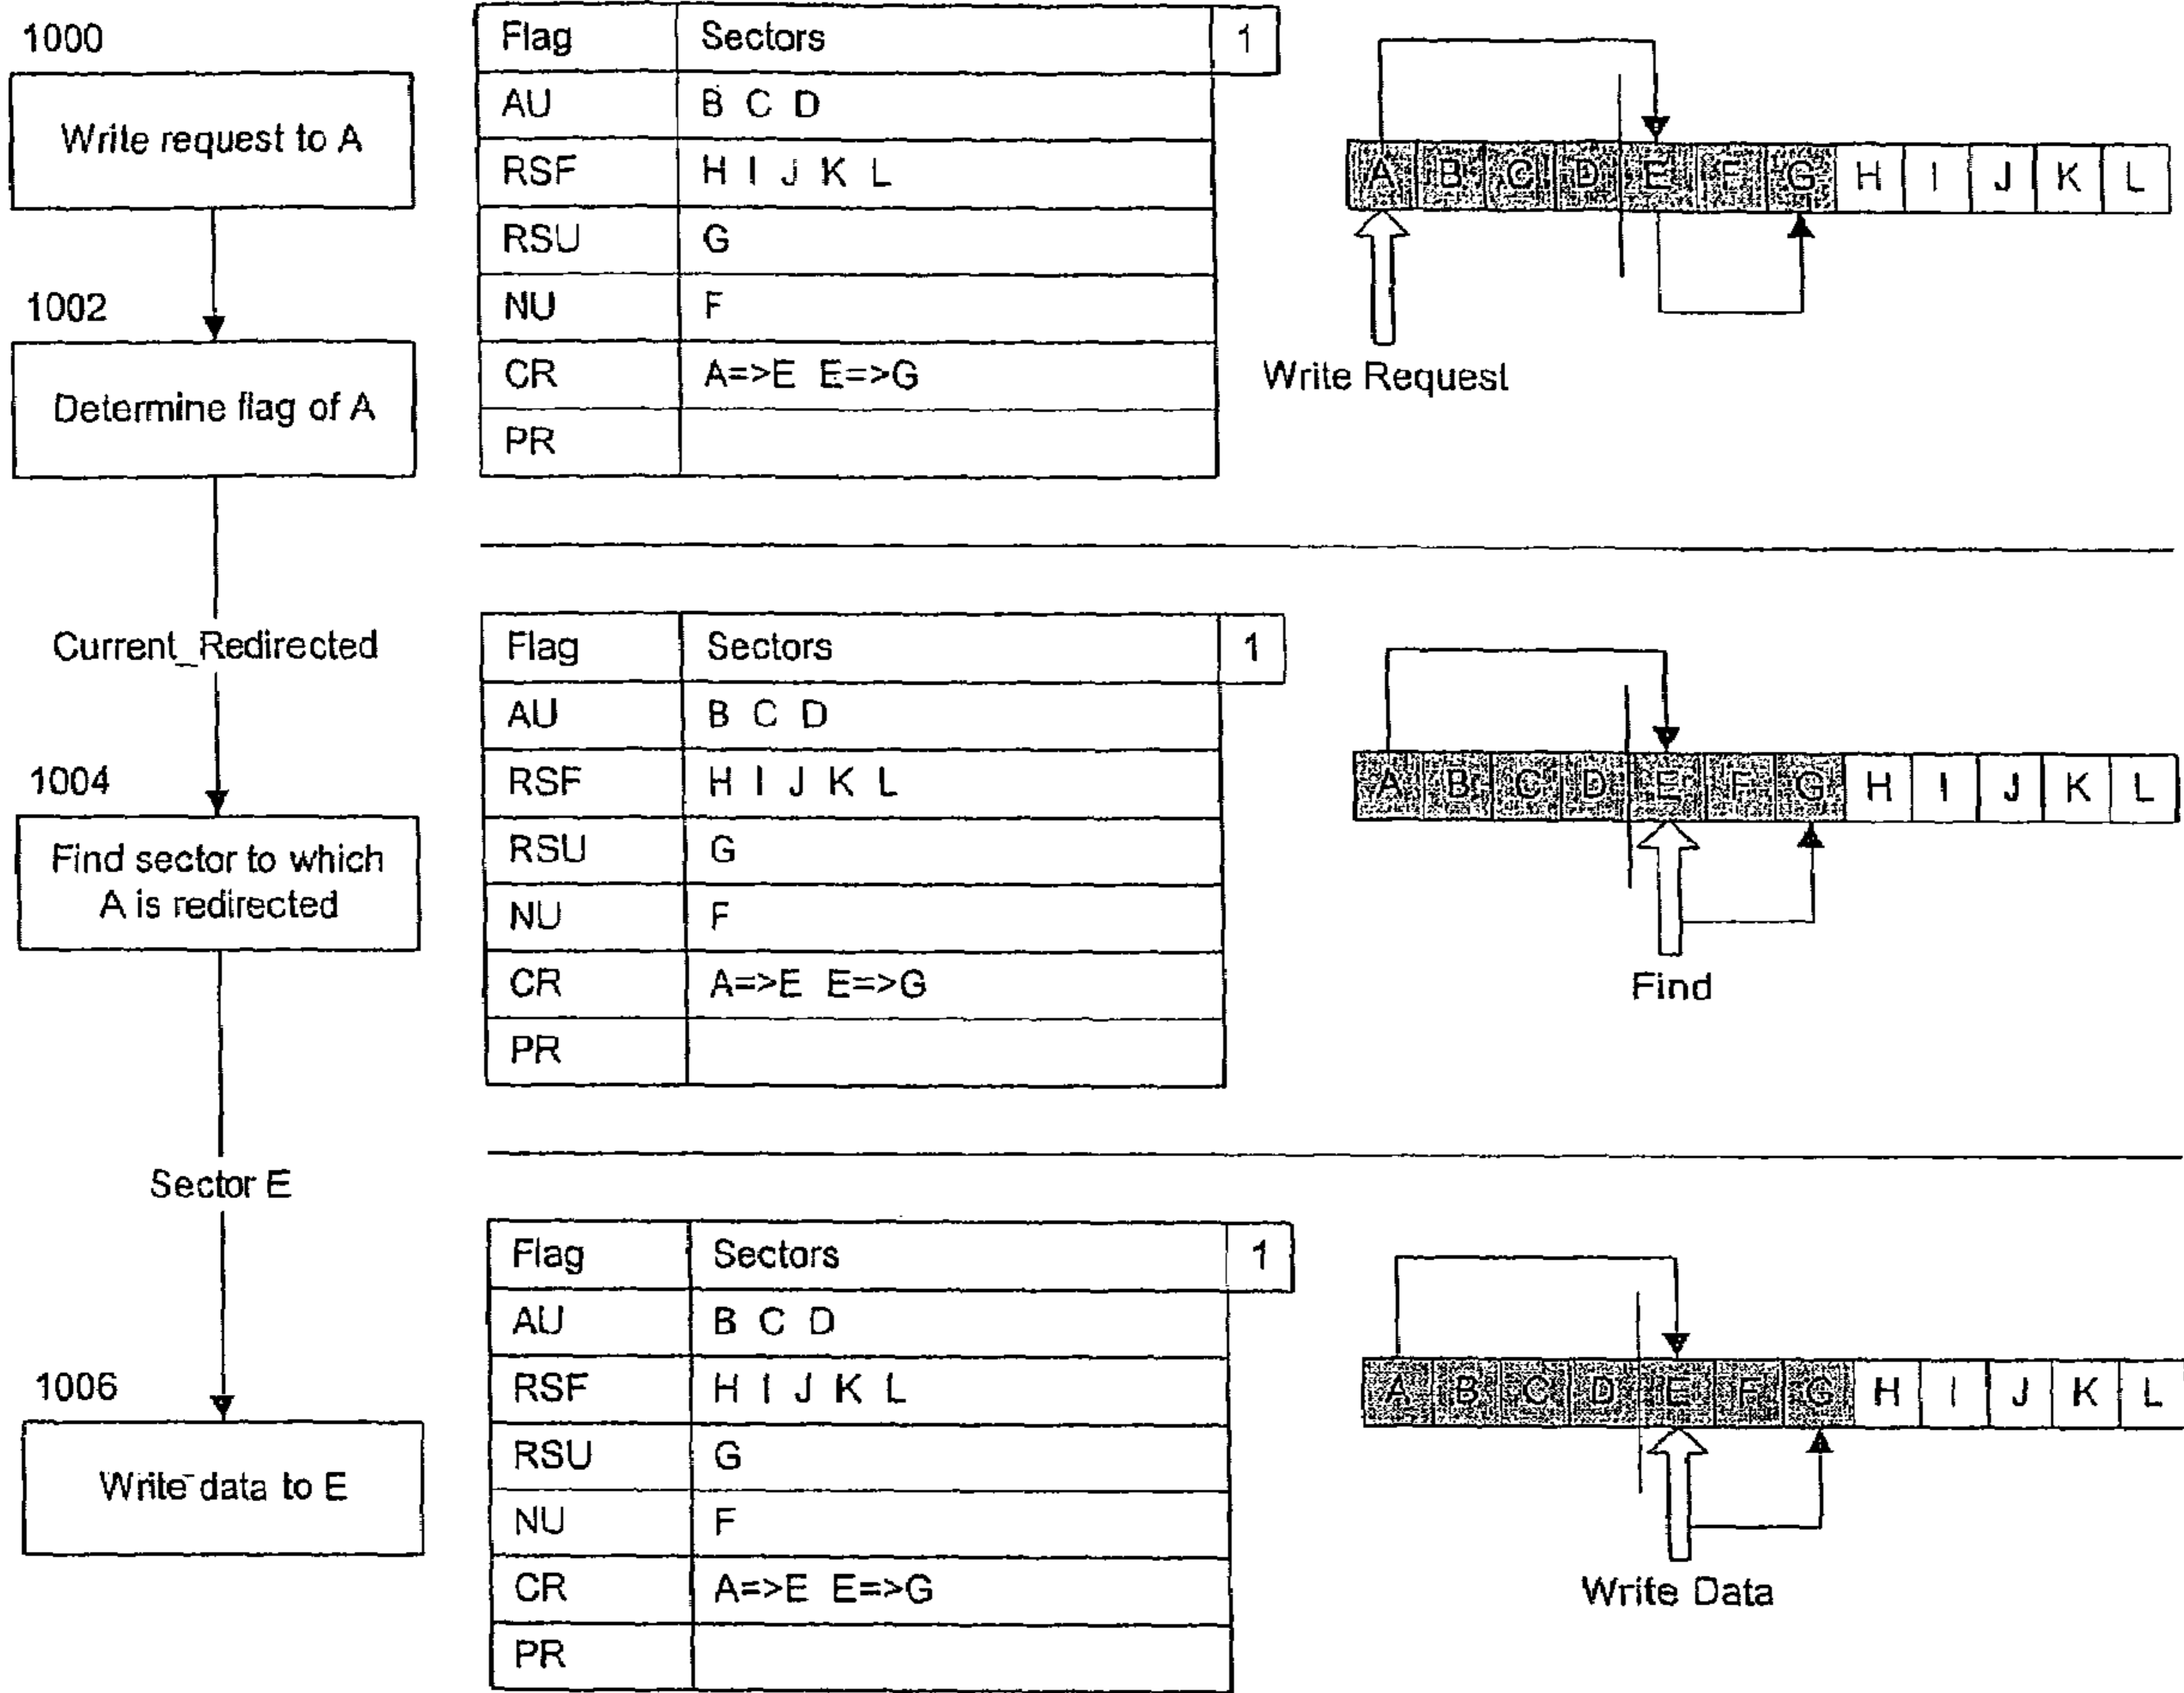 1000
Write request to A
1002
Determine flag of A
Current_Redirected
1004
Find sector to which
A is redirected
Sector E
1006
Write data to E
Flag Sectors 1
AU B C D
RSF H I J K L
RSU G
NU F
CR A=>E E=>G
PR
A B C D E F G H I J K L
Write Request
Flag Sectors 1
AU B C D
RSF H I J K L
RSU G
NU F
CR A=>E E=>G
PR
A B C D E F G H I J K L
Find
Flag Sectors 1
AU B C D
RSF H I J K L
RSU G
NU F
CR A=>E E=>G
PR
A B C D E F G H I J K L
Write Data